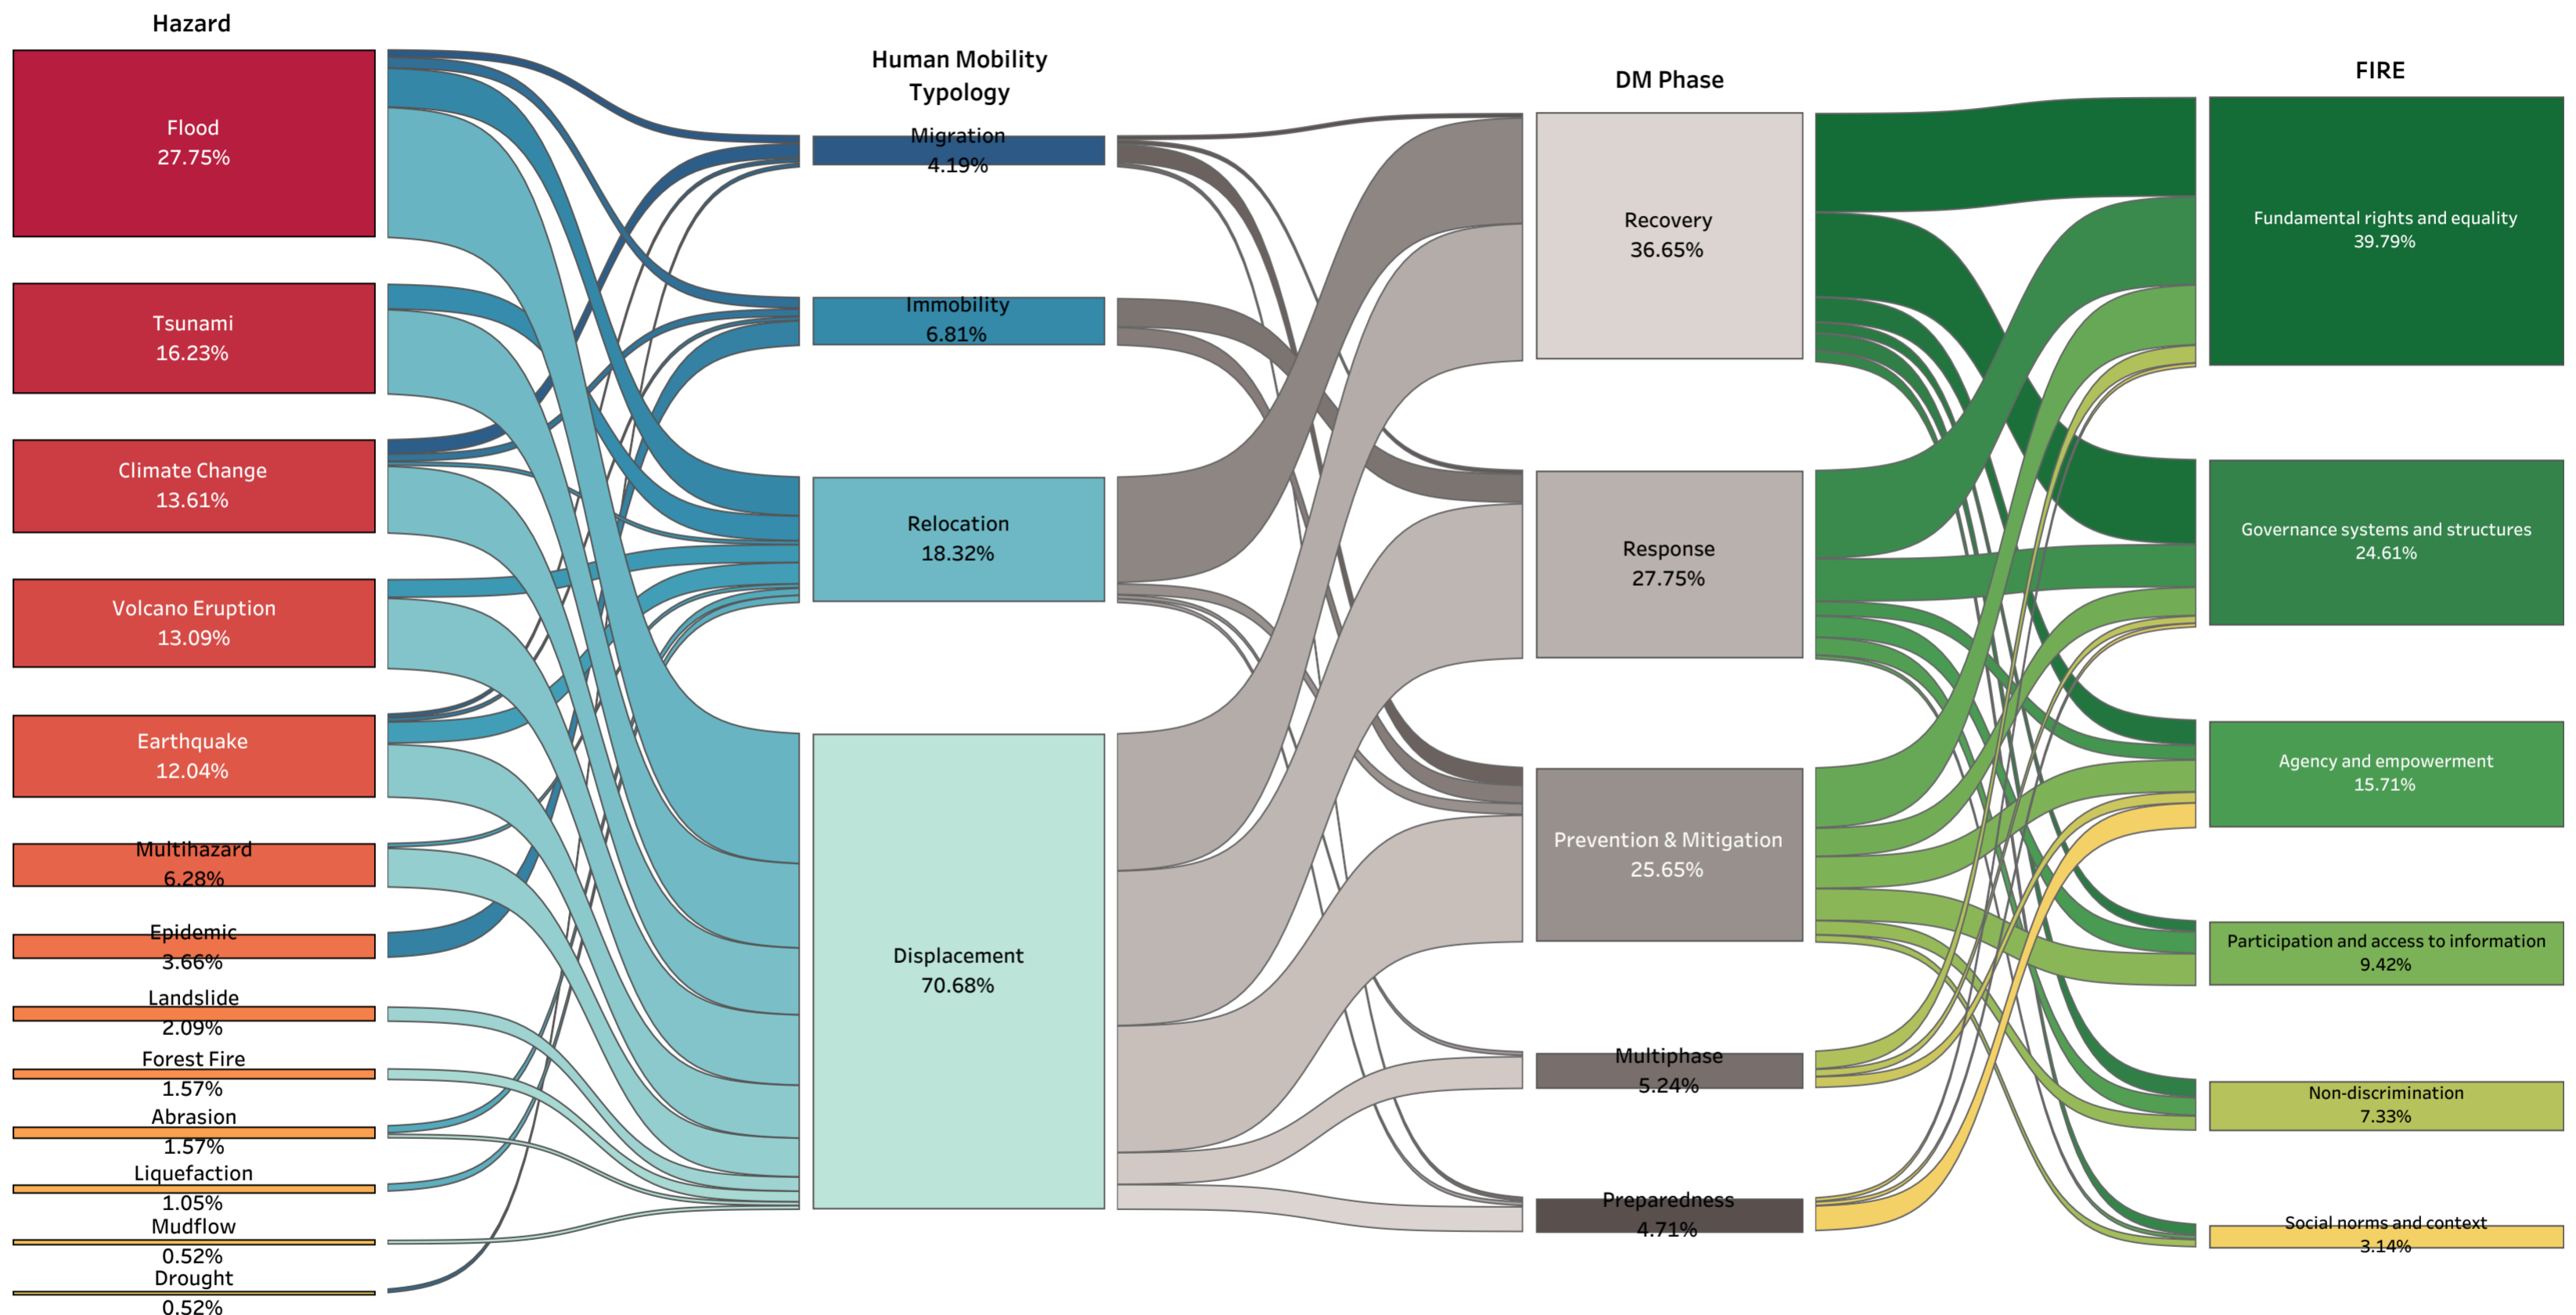 Hazard
Flood
27.75%
Tsunami
16.23%
Climate Change
13.61%
Volcano Eruption
13.09%
Earthquake
12.04%
Multihazard
6.28%
Epidemic
3.66%
Landslide
2.09%
Forest Fire
1.57%
Abrasion
1.57%
Liquefaction
1.05%
Mudflow
0.52%
Drought
0.52%
Human Mobility
Typology
Migration
4.19%
Immobility
6.81%
Relocation
18.32%
Displacement
70.68%
DM Phase
Recovery
36.65%
Response
27.75%
Prevention & Mitigation
25.65%
Multiphase
5.24%
Preparedness
4.71%
FIRE
Fundamental rights and equality
39.79%
Governance systems and structures
24.61%
Agency and empowerment
15.71%
Participation and access to information
9.42%
Non-discrimination
7.33%
Social norms and context
3.14%